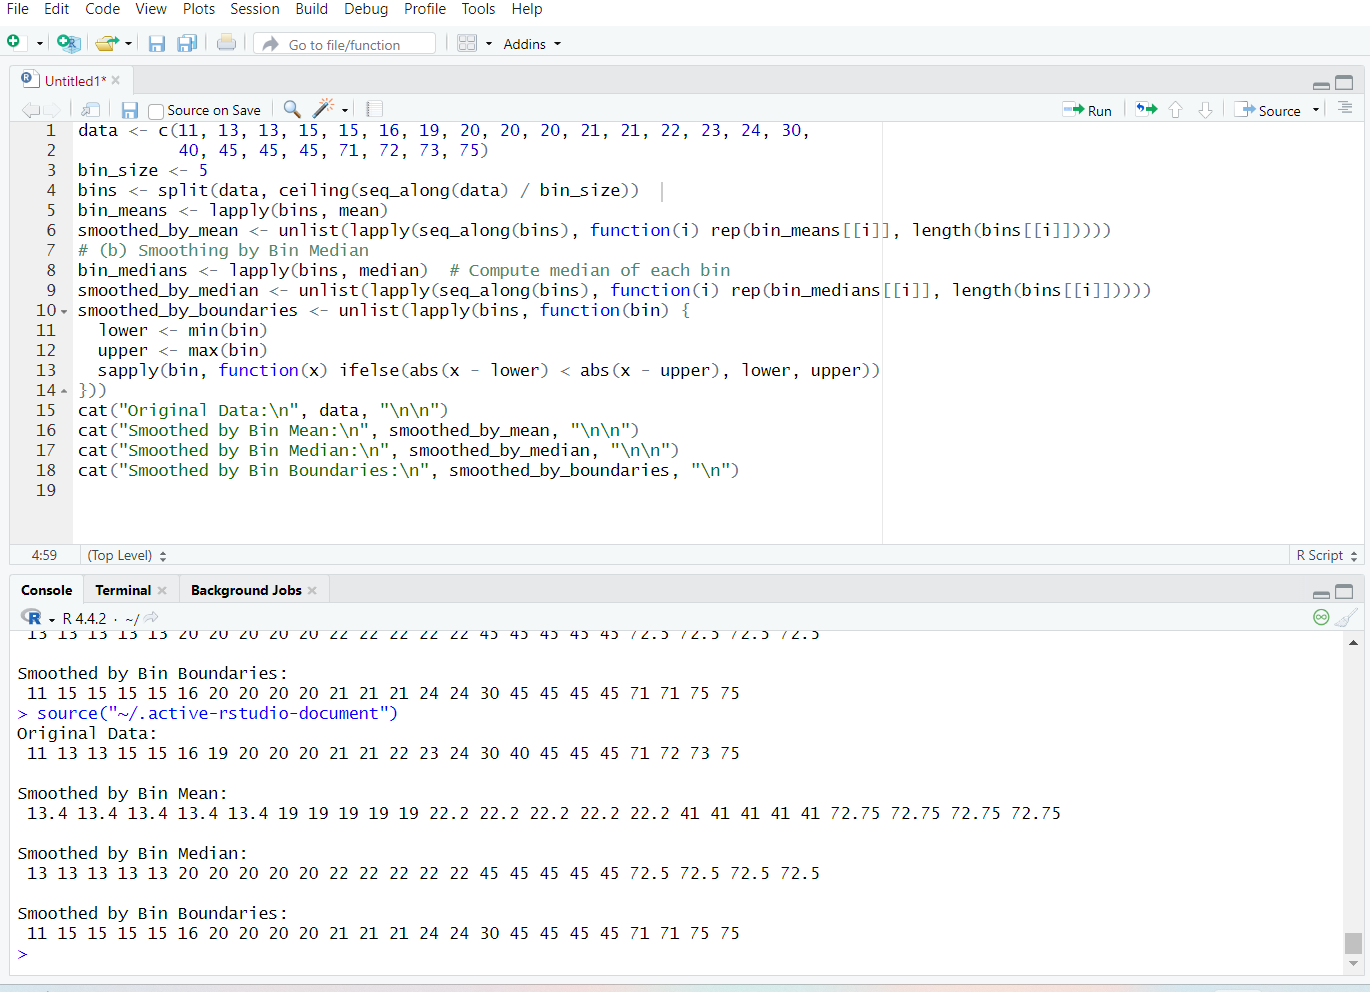 File Edit Code View Plots Session Build Debug Profile Tools Help
Go to file/function Addins
Untitled1*
Source on Save Run Source
1 data <- c(11, 13, 13, 15, 15, 16, 19, 20, 20, 20, 21, 21, 22, 23, 24, 30,
2 40, 45, 45, 45, 71, 72, 73, 75)
3 bin_size <- 5
4 bins <- split(data, ceiling(seq_along(data) / bin_size))
5 bin_means <- lapply(bins, mean)
6 smoothed_by_mean <- unlist(lapply(seq_along(bins), function(i) rep(bin_means[[i]], length(bins[[i]]))))
7 # (b) Smoothing by Bin Median
8 bin_medians <- lapply(bins, median)  # Compute median of each bin
9 smoothed_by_median <- unlist(lapply(seq_along(bins), function(i) rep(bin_medians[[i]], length(bins[[i]]))))
10 smoothed_by_boundaries <- unlist(lapply(bins, function(bin) {
11 lower <- min(bin)
12 upper <- max(bin)
13 sapply(bin, function(x) ifelse(abs(x - lower) < abs(x - upper), lower, upper))
14 }))
15 cat("Original Data:\n", data, "\n\n")
16 cat("Smoothed by Bin Mean:\n", smoothed_by_mean, "\n\n")
17 cat("Smoothed by Bin Median:\n", smoothed_by_median, "\n\n")
18 cat("Smoothed by Bin Boundaries:\n", smoothed_by_boundaries, "\n")
19
4:59 (Top Level) R Script
Console Terminal Background Jobs
R R 4.4.2 · ~/
13 13 13 13 13 20 20 20 20 20 22 22 22 22 22 45 45 45 45 45 72.5 72.5 72.5 72.5
Smoothed by Bin Boundaries:
11 15 15 15 15 16 20 20 20 20 21 21 21 24 24 30 45 45 45 45 71 71 75 75
> source("~/.active-rstudio-document")
Original Data:
11 13 13 15 15 16 19 20 20 20 21 21 22 23 24 30 40 45 45 45 71 72 73 75
Smoothed by Bin Mean:
13.4 13.4 13.4 13.4 13.4 19 19 19 19 19 22.2 22.2 22.2 22.2 22.2 41 41 41 41 41 72.75 72.75 72.75 72.75
Smoothed by Bin Median:
13 13 13 13 13 20 20 20 20 20 22 22 22 22 22 45 45 45 45 45 72.5 72.5 72.5 72.5
Smoothed by Bin Boundaries:
11 15 15 15 15 16 20 20 20 20 21 21 21 24 24 30 45 45 45 45 71 71 75 75
>